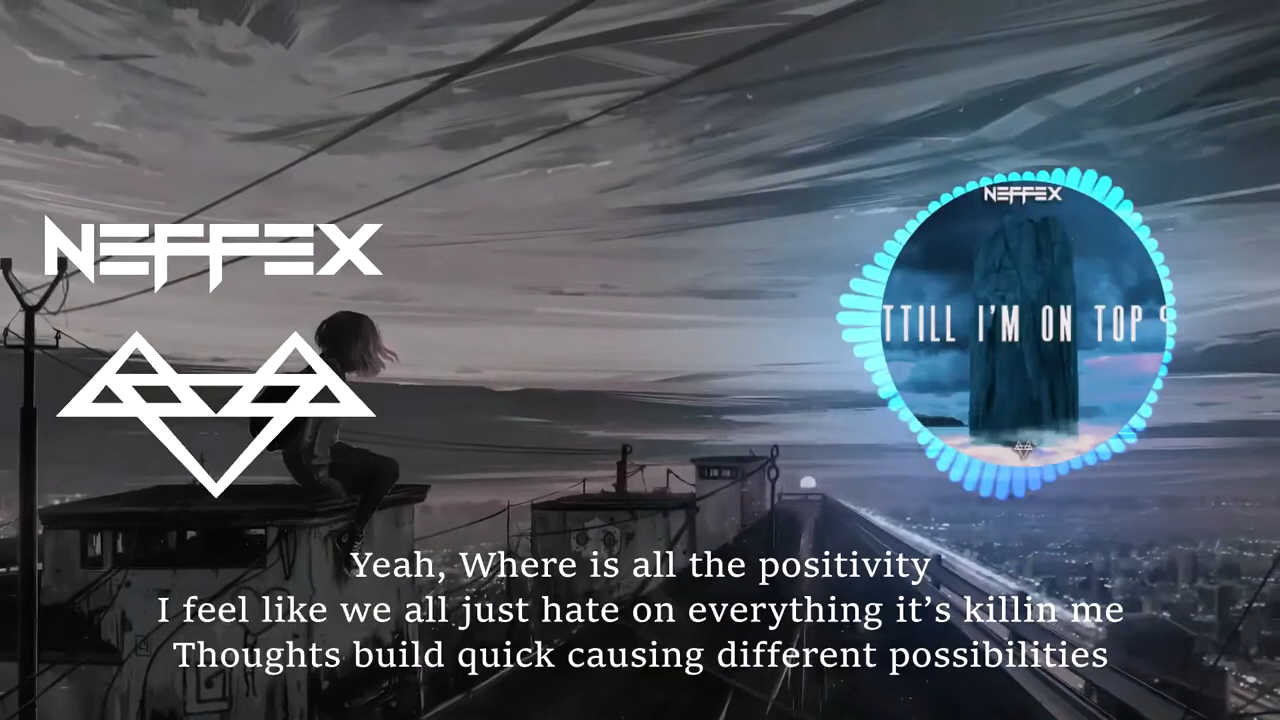 NEFFEX
NEFFEX
TTILL I'M ON TOP
Yeah, Where is all the positivity
I feel like we all just hate on everything it’s killin me
Thoughts build quick causing different possibilities